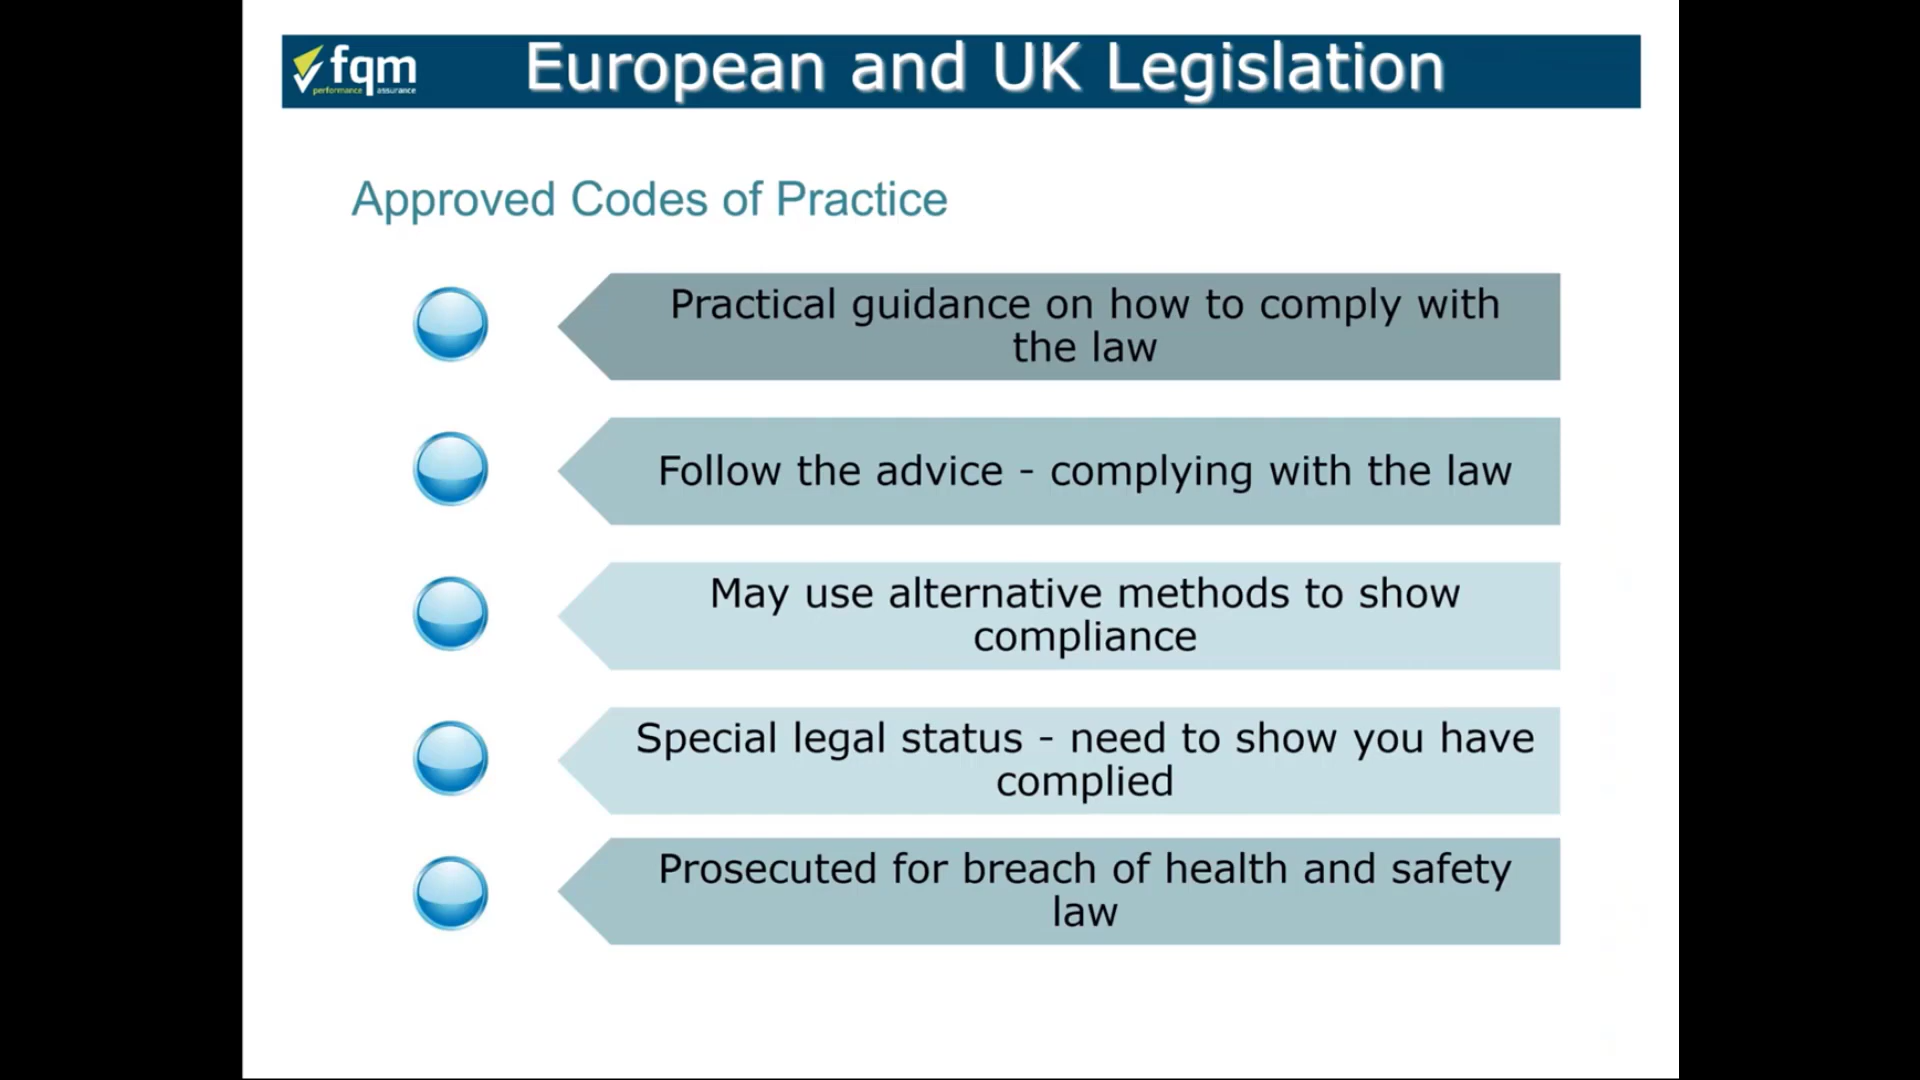 fqm
performance assurance
European and UK Legislation
Approved Codes of Practice
Practical guidance on how to comply with
the law
Follow the advice - complying with the law
May use alternative methods to show
compliance
Special legal status - need to show you have
complied
Prosecuted for breach of health and safety
law